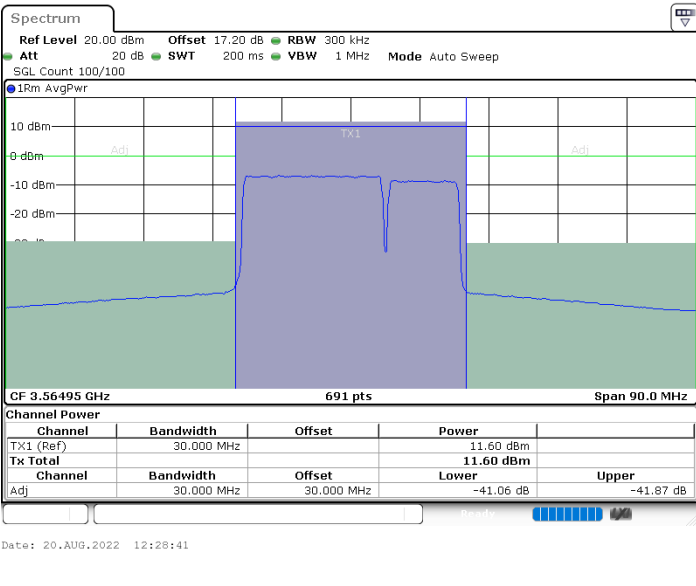 Spectrum
Ref Level 20.00 dBm Offset 17.20 dB RBW 300 kHz
Att 20 dB SWT 200 ms VBW 1 MHz Mode Auto Sweep
SGL Count 100/100
1Rm AvgPwr
10 dBm
TX1
Adj Adj
0 dBm
-10 dBm
-20 dBm
CF 3.56495 GHz 691 pts Span 90.0 MHz
Channel Power
Channel Bandwidth Offset Power
TX1 (Ref) 30.000 MHz 11.60 dBm
Tx Total 11.60 dBm
Channel Bandwidth Offset Lower Upper
Adj 30.000 MHz 30.000 MHz -41.06 dB -41.87 dB
Ready
Date: 20.AUG.2022 12:28:41